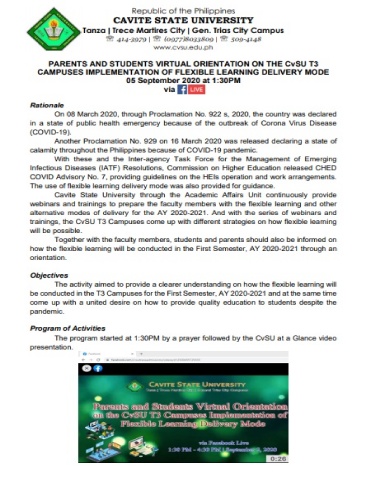 Republic of the Philippines
CAVITE STATE UNIVERSITY
Tanza | Trece Martires City | Gen. Trias City Campus
☏ 414-3979 | ☏ (0977)8033809 | ☏ 509-4148
www.cvsu.edu.ph
PARENTS AND STUDENTS VIRTUAL ORIENTATION ON THE CvSU T3
CAMPUSES IMPLEMENTATION OF FLEXIBLE LEARNING DELIVERY MODE
05 September 2020 at 1:30PM
via f LIVE
Rationale
On 08 March 2020, through Proclamation No. 922 s, 2020, the country was declared
in a state of public health emergency because of the outbreak of Corona Virus Disease
(COVID-19).
Another Proclamation No. 929 on 16 March 2020 was released declaring a state of
calamity throughout the Philippines because of COVID-19 pandemic.
With these and the Inter-agency Task Force for the Management of Emerging
Infectious Diseases (IATF) Resolutions, Commission on Higher Education released CHED
COVID Advisory No. 7, providing guidelines on the HEIs operation and work arrangements.
The use of flexible learning delivery mode was also provided for guidance.
Cavite State University through the Academic Affairs Unit continuously provide
webinars and trainings to prepare the faculty members with the flexible learning and other
alternative modes of delivery for the AY 2020-2021. And with the series of webinars and
trainings, the CvSU T3 Campuses come up with different strategies on how flexible learning
will be possible.
Together with the faculty members, students and parents also should be informed on
how the flexible learning will be conducted in the First Semester, AY 2020-2021 through an
orientation.
Objectives
The activity aimed to provide a clearer understanding on how the flexible learning will
be conducted in the T3 Campuses for the First Semester, AY 2020-2021 and at the same time
come up with a united desire on how to provide quality education to students despite the
pandemic.
Program of Activities
The program started at 1:30PM by a prayer followed by the CvSU at a Glance video
presentation.
CAVITE STATE UNIVERSITY
Tanza | Trece Martires City | Gen. Trias City Campus
Parents and Students Virtual Orientation
on the CvSU T3 Campuses Implementation of
Flexible Learning Delivery Mode
via Facebook Live
1:30 PM - 4:30 PM | September 5, 2020
0:26